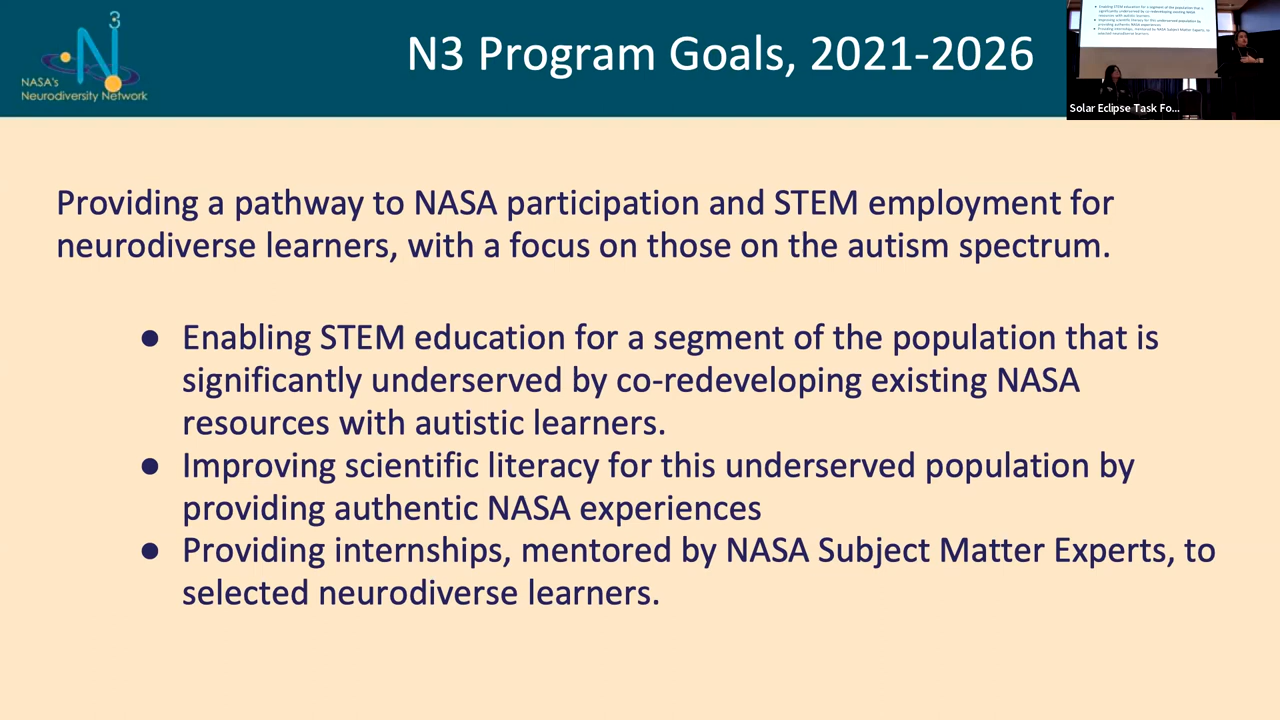 N3
NASA's
Neurodiversity Network
N3 Program Goals, 2021-2026
Solar Eclipse Task Fo...
Providing a pathway to NASA participation and STEM employment for
neurodiverse learners, with a focus on those on the autism spectrum.
● Enabling STEM education for a segment of the population that is
significantly underserved by co-redeveloping existing NASA
resources with autistic learners.
● Improving scientific literacy for this underserved population by
providing authentic NASA experiences
● Providing internships, mentored by NASA Subject Matter Experts, to
selected neurodiverse learners.